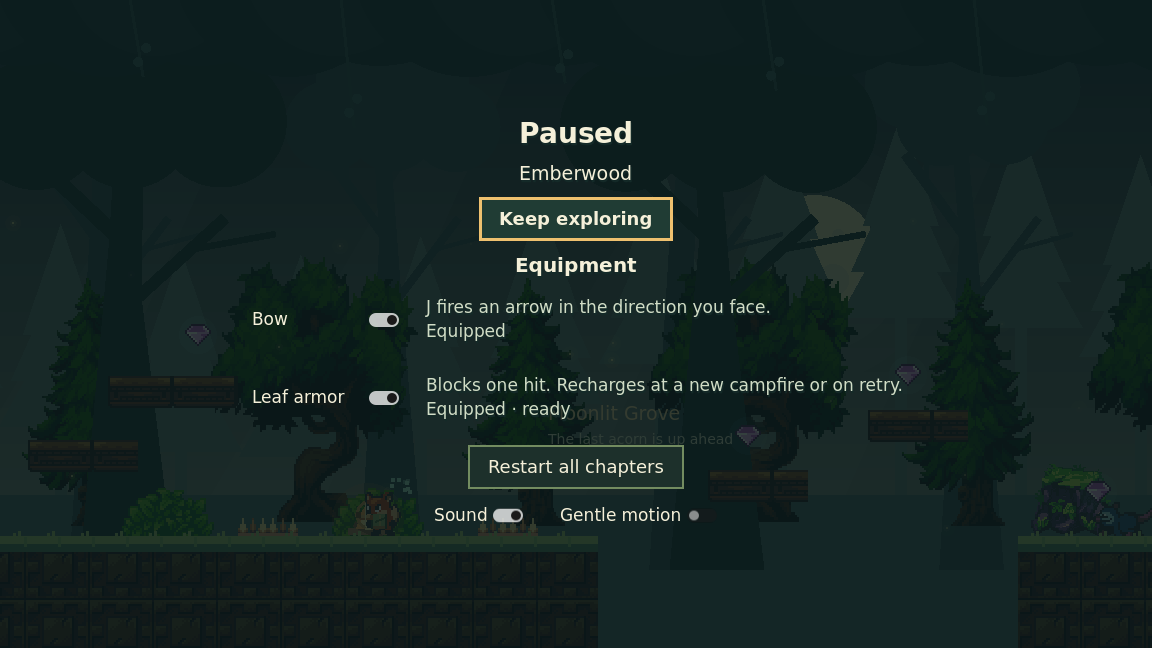 Paused
Emberwood
Keep exploring
Equipment
Bow
J fires an arrow in the direction you face.
Equipped
Leaf armor
Blocks one hit. Recharges at a new campfire or on retry.
Equipped · ready
Moonlit Grove
The last acorn is up ahead
Restart all chapters
Sound
Gentle motion